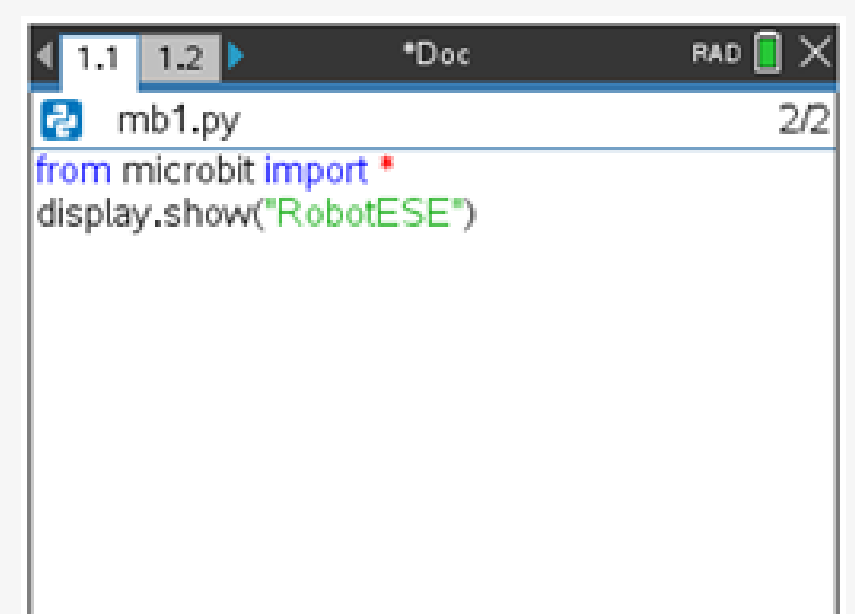 1.1 1.2 *Doc RAD
mb1.py 2/2
from microbit import *
display.show("RobotESE")